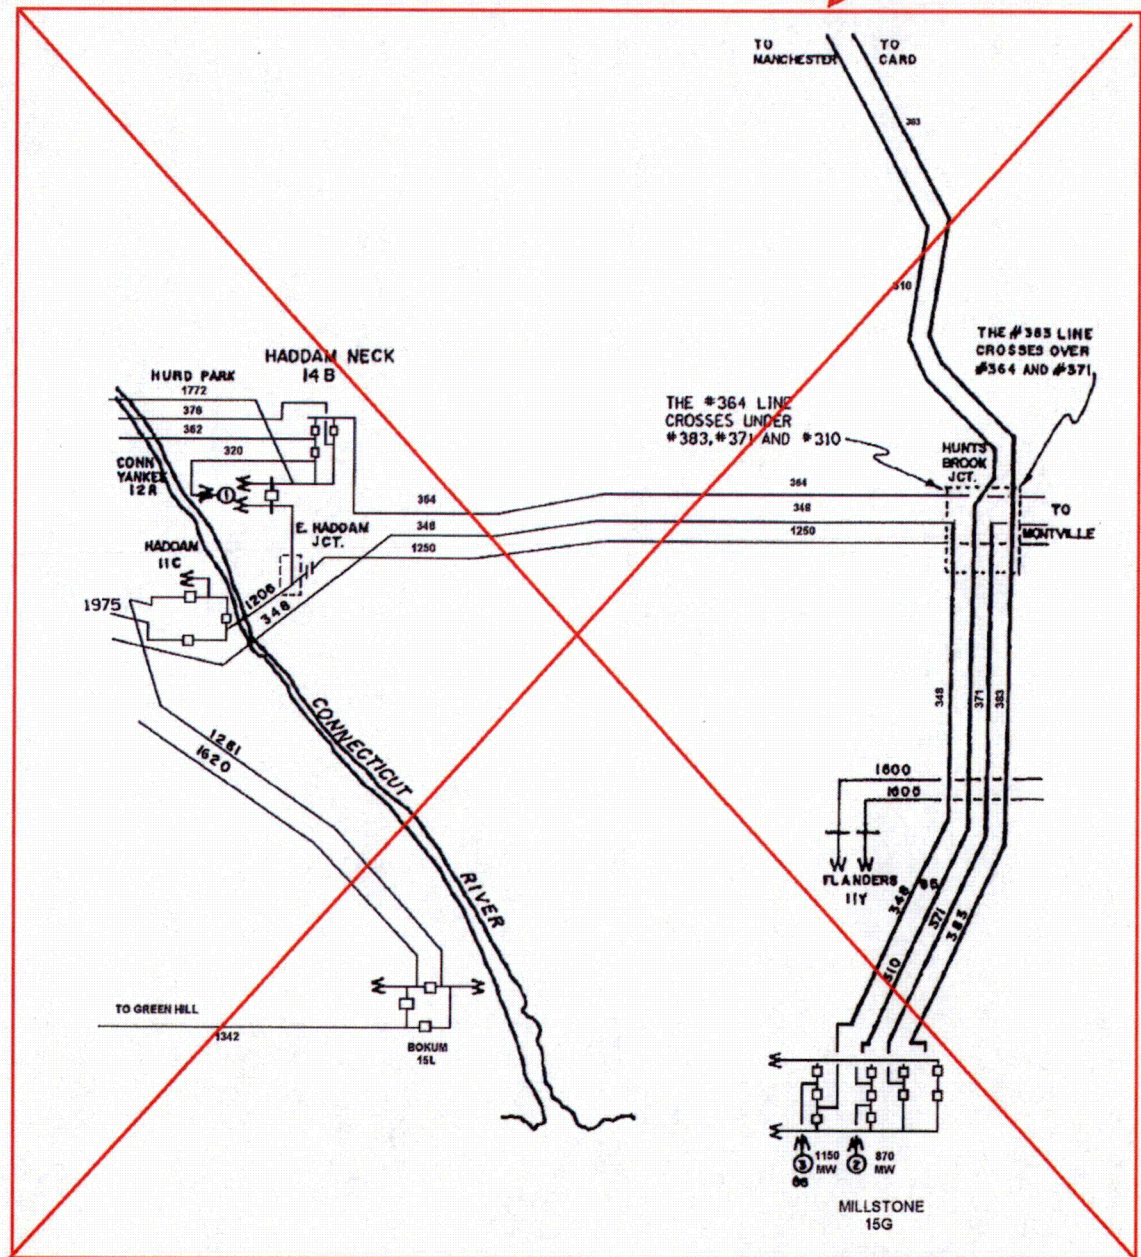 TO
MANCHESTER
TO
CARD
383
310
THE #383 LINE
CROSSES OVER
#364 AND #371
HADDAM NECK
14B
HURD PARK
1772
376
362
320
CONN
YANKEE
12R
THE #364 LINE
CROSSES UNDER
#383, #371 AND #310
HUNTS
BROOK
JCT.
364
364
348
348
TO
MONTVILLE
1250
1250
E. HADDAM
JCT.
HADDAM
11C
1975
1206
348
348
371
383
CONNECTICUT
RIVER
1261
1620
1600
1605
FLANDERS
11Y
348
371
383
310
TO GREEN HILL
1342
BOKUM
15L
3
1150
MW
2
870
MW
MILLSTONE
15G